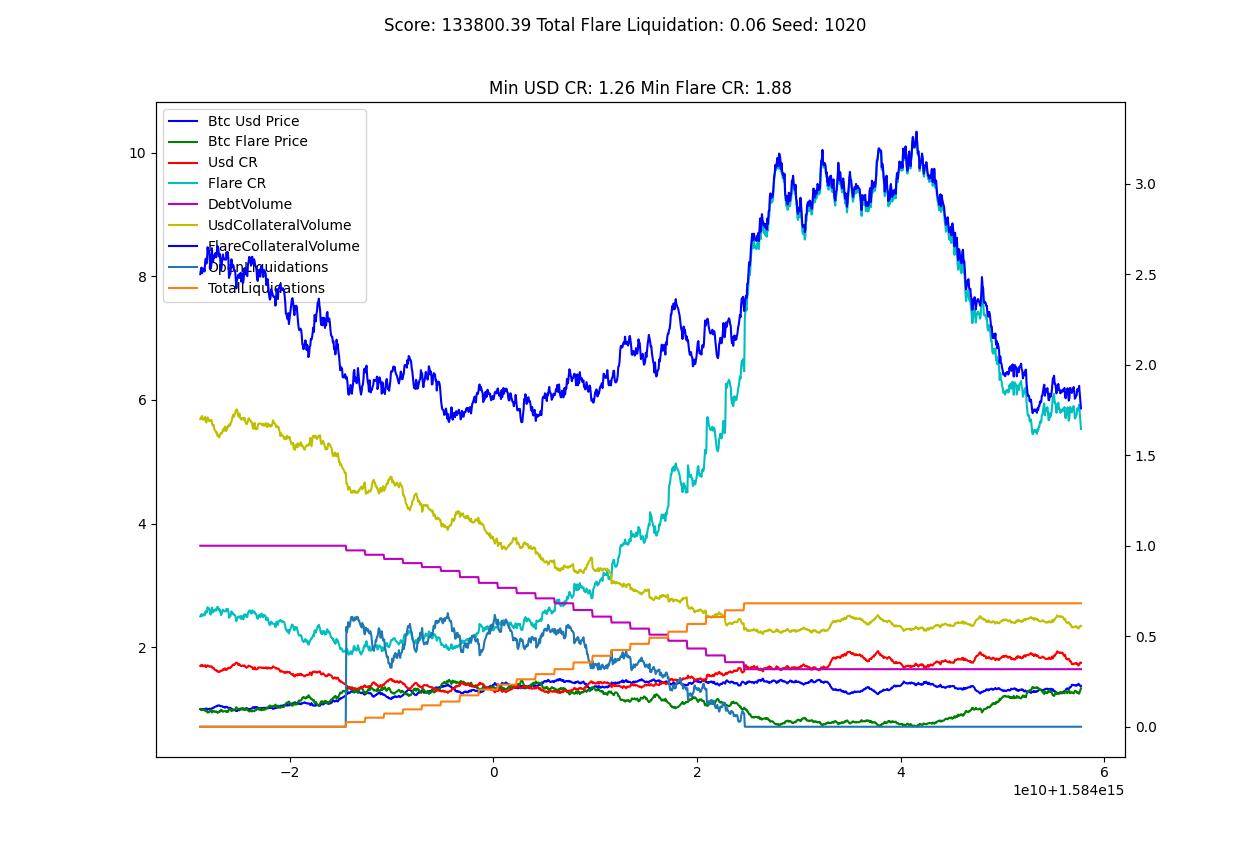 Score: 133800.39 Total Flare Liquidation: 0.06 Seed: 1020
Min USD CR: 1.26 Min Flare CR: 1.88
Btc Usd Price
Btc Flare Price
Usd CR
Flare CR
DebtVolume
UsdCollateralVolume
FlareCollateralVolume
OpenLiquidations
TotalLiquidations
10
8
6
4
2
3.0
2.5
2.0
1.5
1.0
0.5
0.0
−2
0
2
4
6
1e10+1.584e15